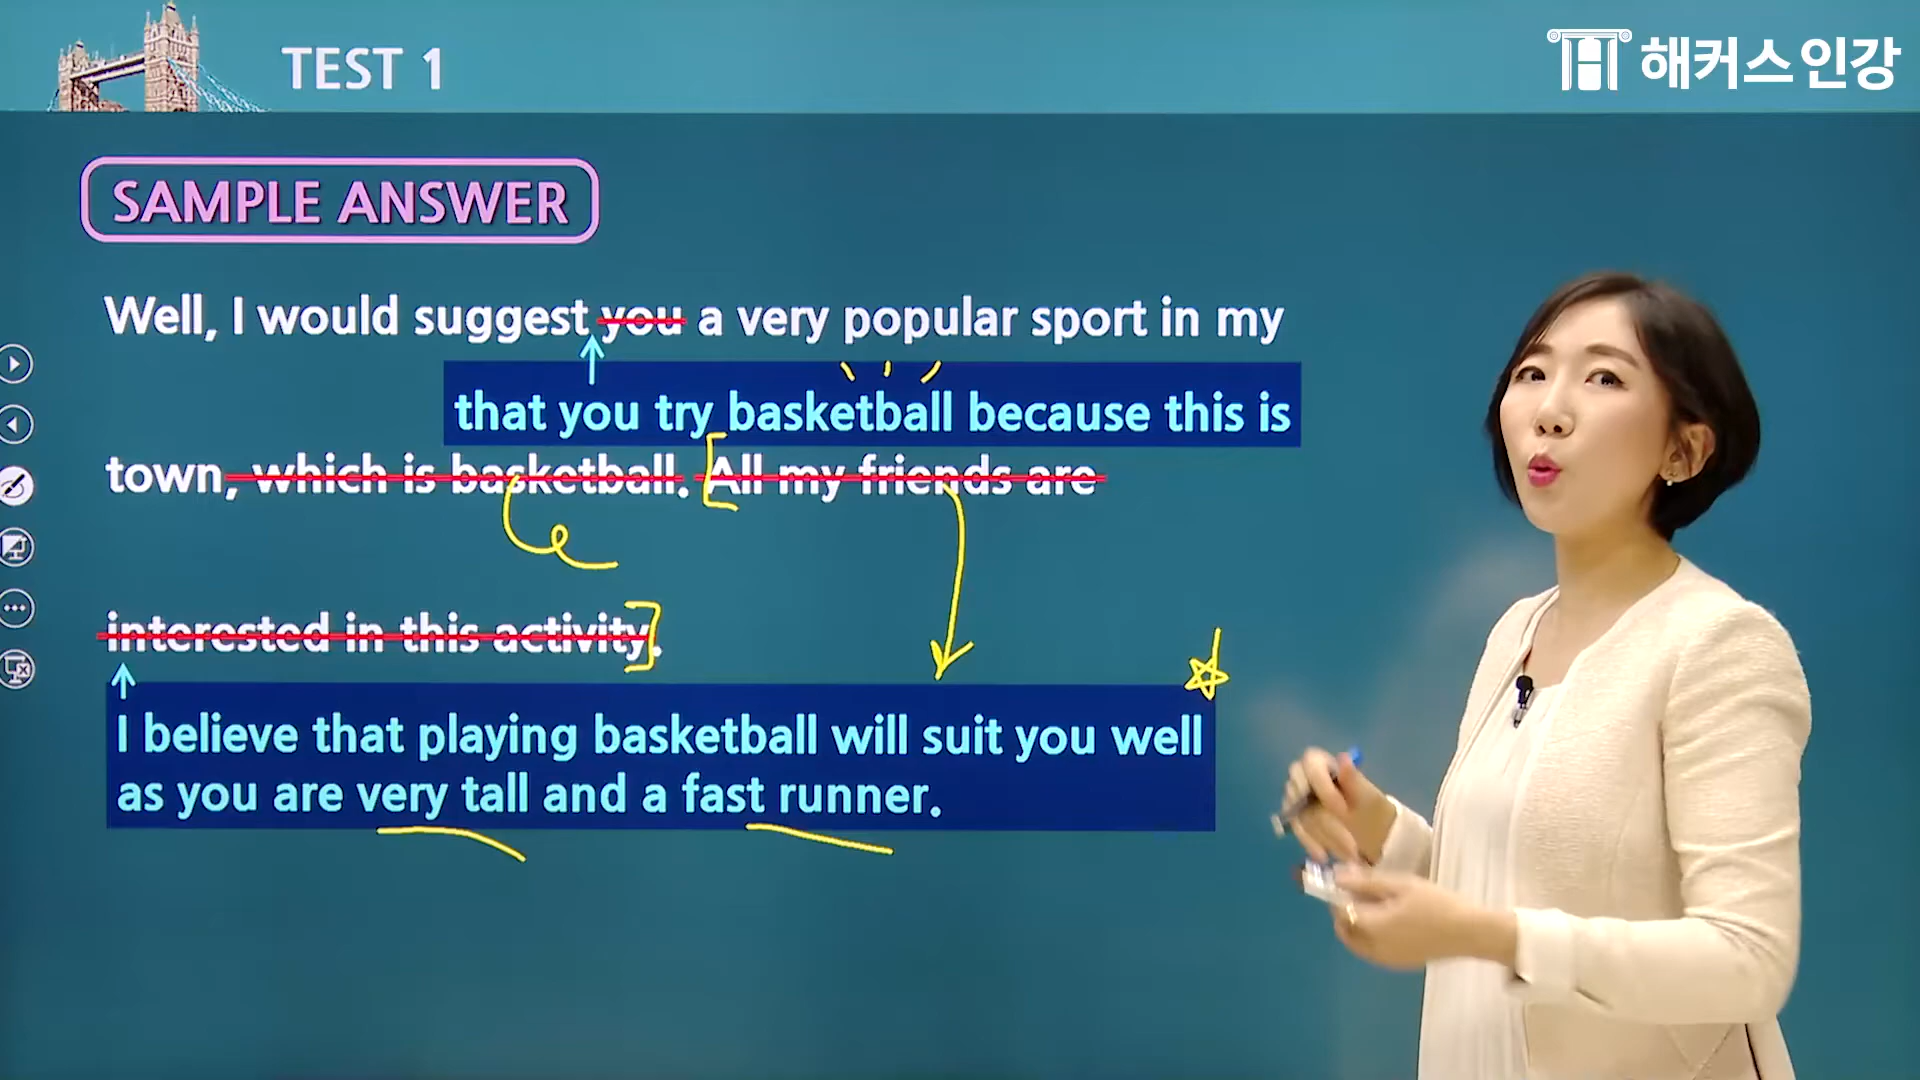 TEST 1
해커스인강
SAMPLE ANSWER
Well, I would suggest you a very popular sport in my
that you try basketball because this is
town, which is basketball. All my friends are
interested in this activity.
I believe that playing basketball will suit you well
as you are very tall and a fast runner.